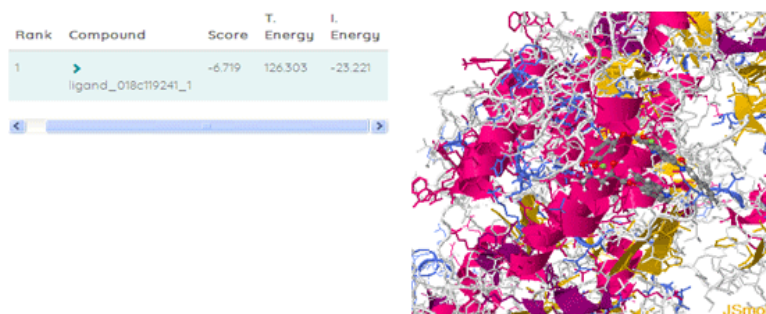 Rank Compound Score T. Energy I. Energy
1 ligand_018c119241_1 -6.719 126.303 -23.221
JSmol